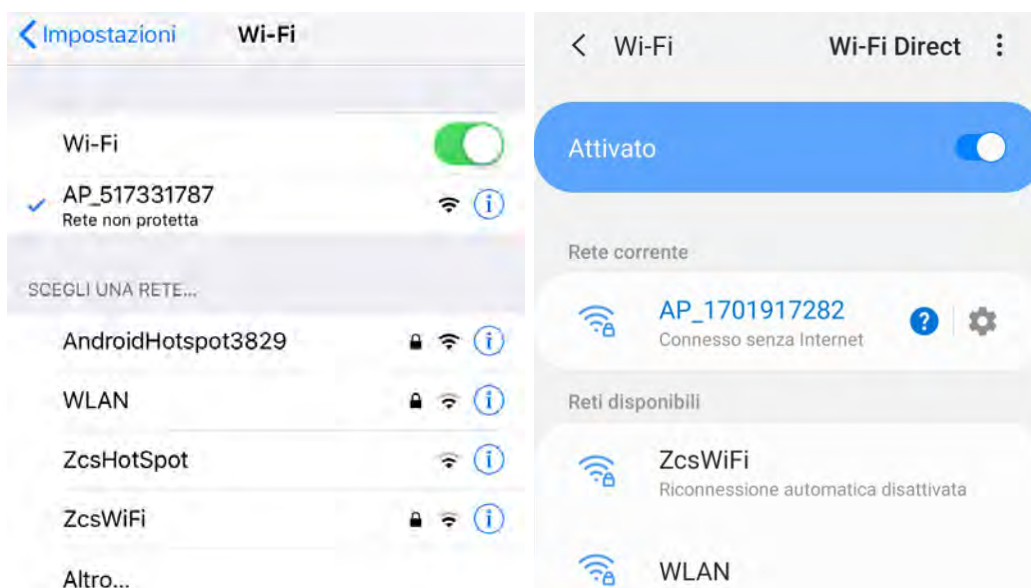 Impostazioni Wi-Fi
Wi-Fi
AP_517331787
Rete non protetta
SCEGLI UNA RETE...
AndroidHotspot3829
WLAN
ZcsHotSpot
ZcsWiFi
Altro...
Wi-Fi Wi-Fi Direct
Attivato
Rete corrente
AP_1701917282
Connesso senza Internet
Reti disponibili
ZcsWiFi
Riconnessione automatica disattivata
WLAN